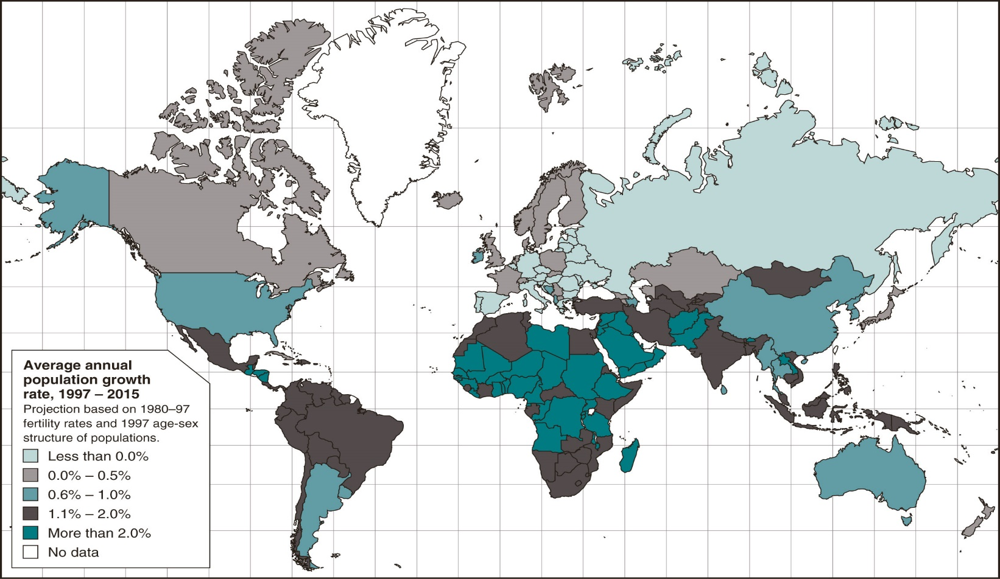 Average annual
population growth
rate, 1997 – 2015
Projection based on 1980–97
fertility rates and 1997 age-sex
structure of populations.
Less than 0.0%
0.0% – 0.5%
0.6% – 1.0%
1.1% – 2.0%
More than 2.0%
No data